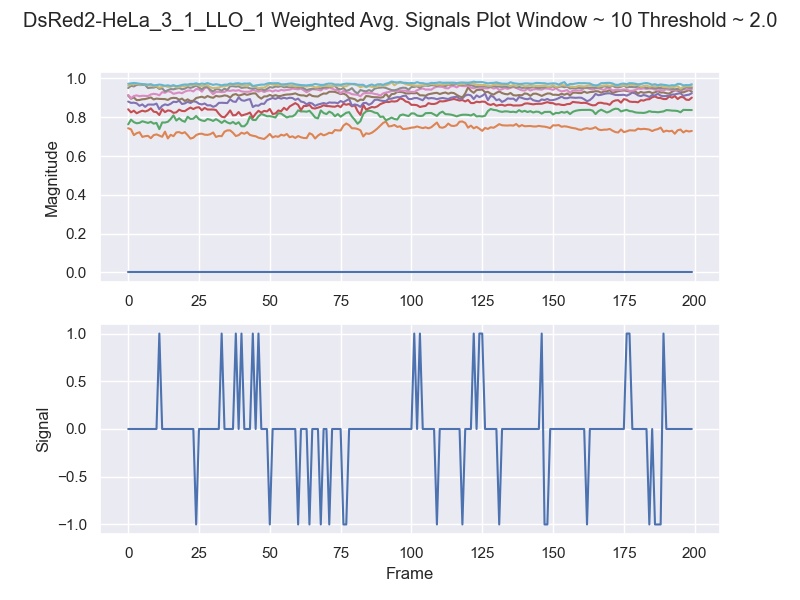 DsRed2-HeLa_3_1_LLO_1 Weighted Avg. Signals Plot Window ~ 10 Threshold ~ 2.0
1.0
0.8
0.6
0.4
0.2
0.0
Magnitude
0 25 50 75 100 125 150 175 200
1.0
0.5
0.0
−0.5
−1.0
Signal
0 25 50 75 100 125 150 175 200
Frame